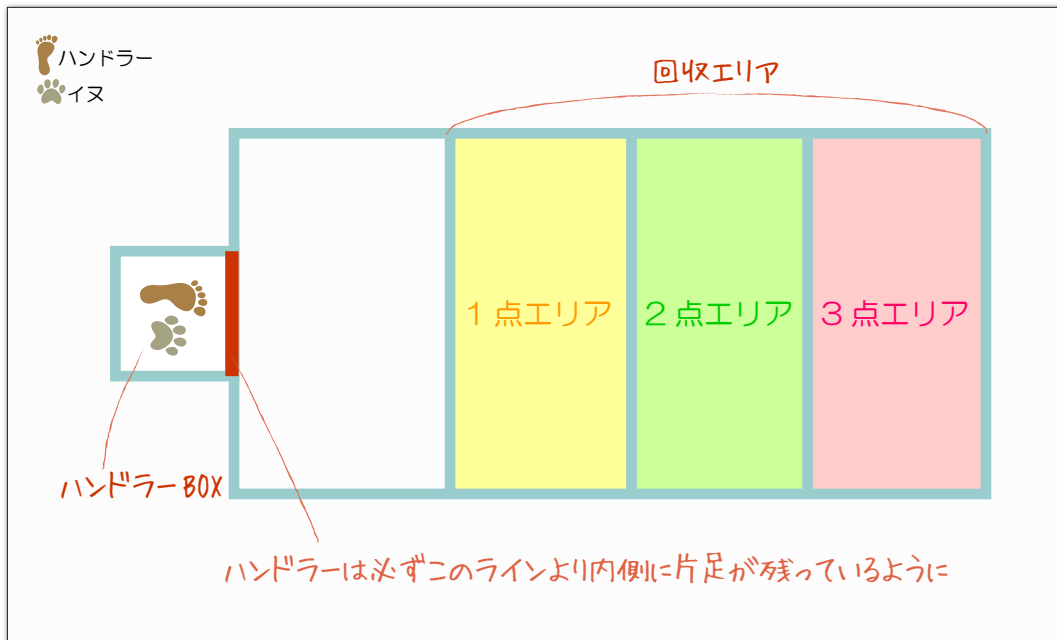 ハンドラー
イヌ
回収エリア
1点エリア
2点エリア
3点エリア
ハンドラーBOX
ハンドラーは必ずこのラインより内側に片足が残っているように